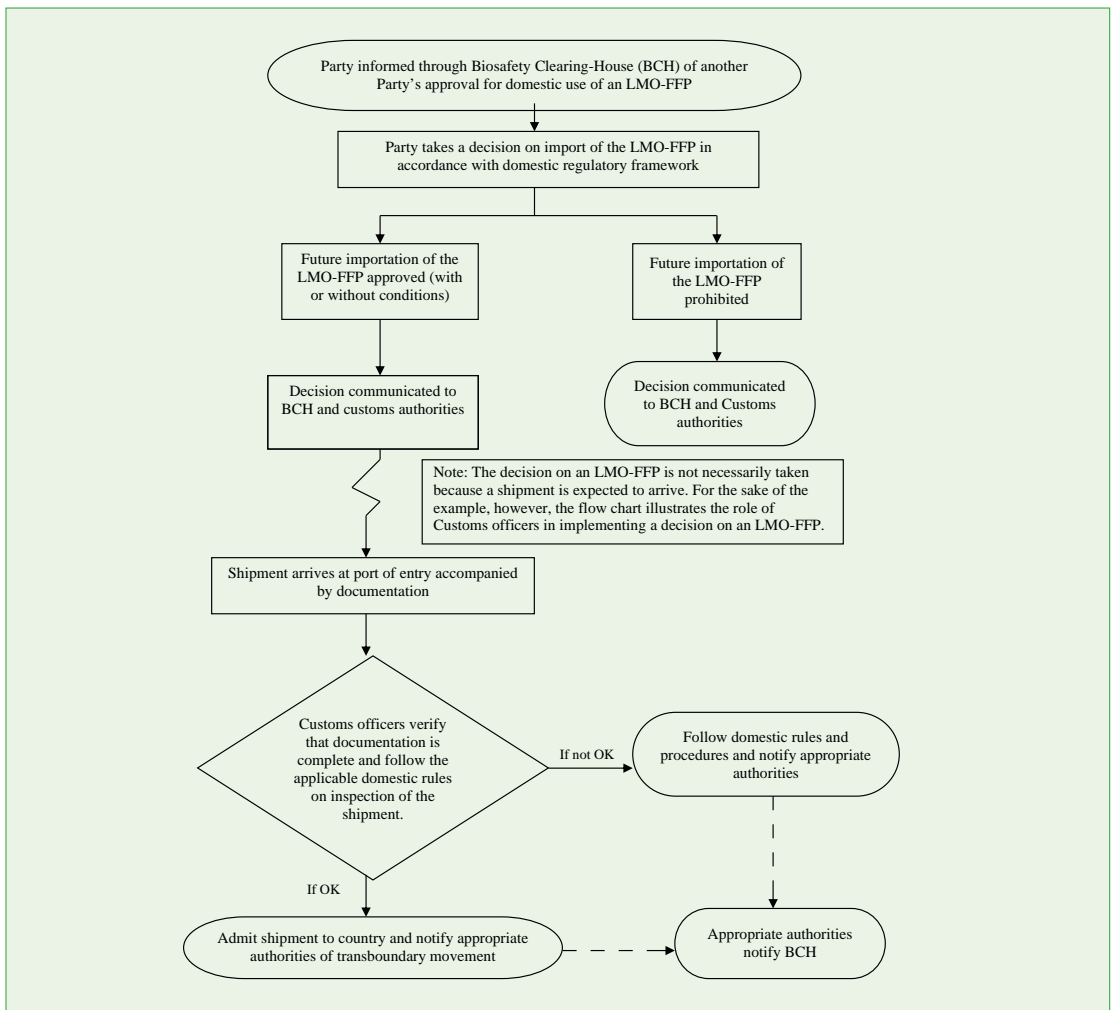 Party informed through Biosafety Clearing-House (BCH) of another
Party's approval for domestic use of an LMO-FFP
Party takes a decision on import of the LMO-FFP in
accordance with domestic regulatory framework
Future importation of the
LMO-FFP approved (with
or without conditions)
Future importation of
the LMO-FFP
prohibited
Decision communicated to
BCH and customs authorities
Decision communicated
to BCH and Customs
authorities
Note: The decision on an LMO-FFP is not necessarily taken
because a shipment is expected to arrive. For the sake of the
example, however, the flow chart illustrates the role of
Customs officers in implementing a decision on an LMO-FFP.
Shipment arrives at port of entry accompanied
by documentation
Customs officers verify
that documentation is
complete and follow the
applicable domestic rules
on inspection of the
shipment.
If not OK
Follow domestic rules and
procedures and notify appropriate
authorities
If OK
Admit shipment to country and notify appropriate
authorities of transboundary movement
Appropriate authorities
notify BCH